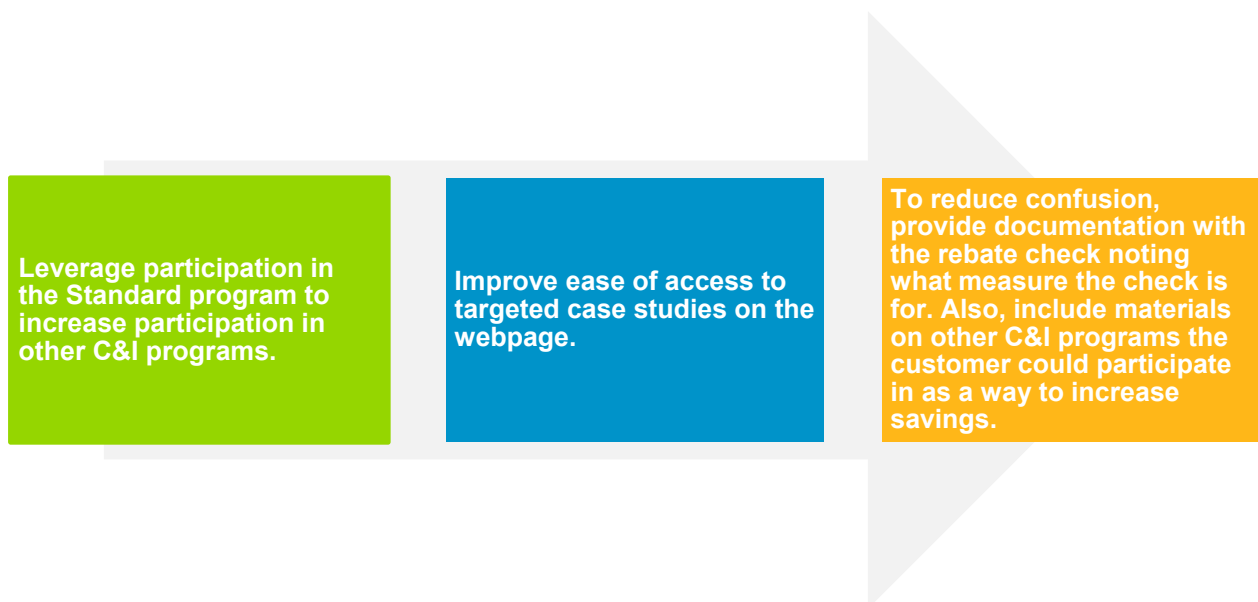 Leverage participation in
the Standard program to
increase participation in
other C&I programs.
Improve ease of access to
targeted case studies on the
webpage.
To reduce confusion,
provide documentation with
the rebate check noting
what measure the check is
for. Also, include materials
on other C&I programs the
customer could participate
in as a way to increase
savings.